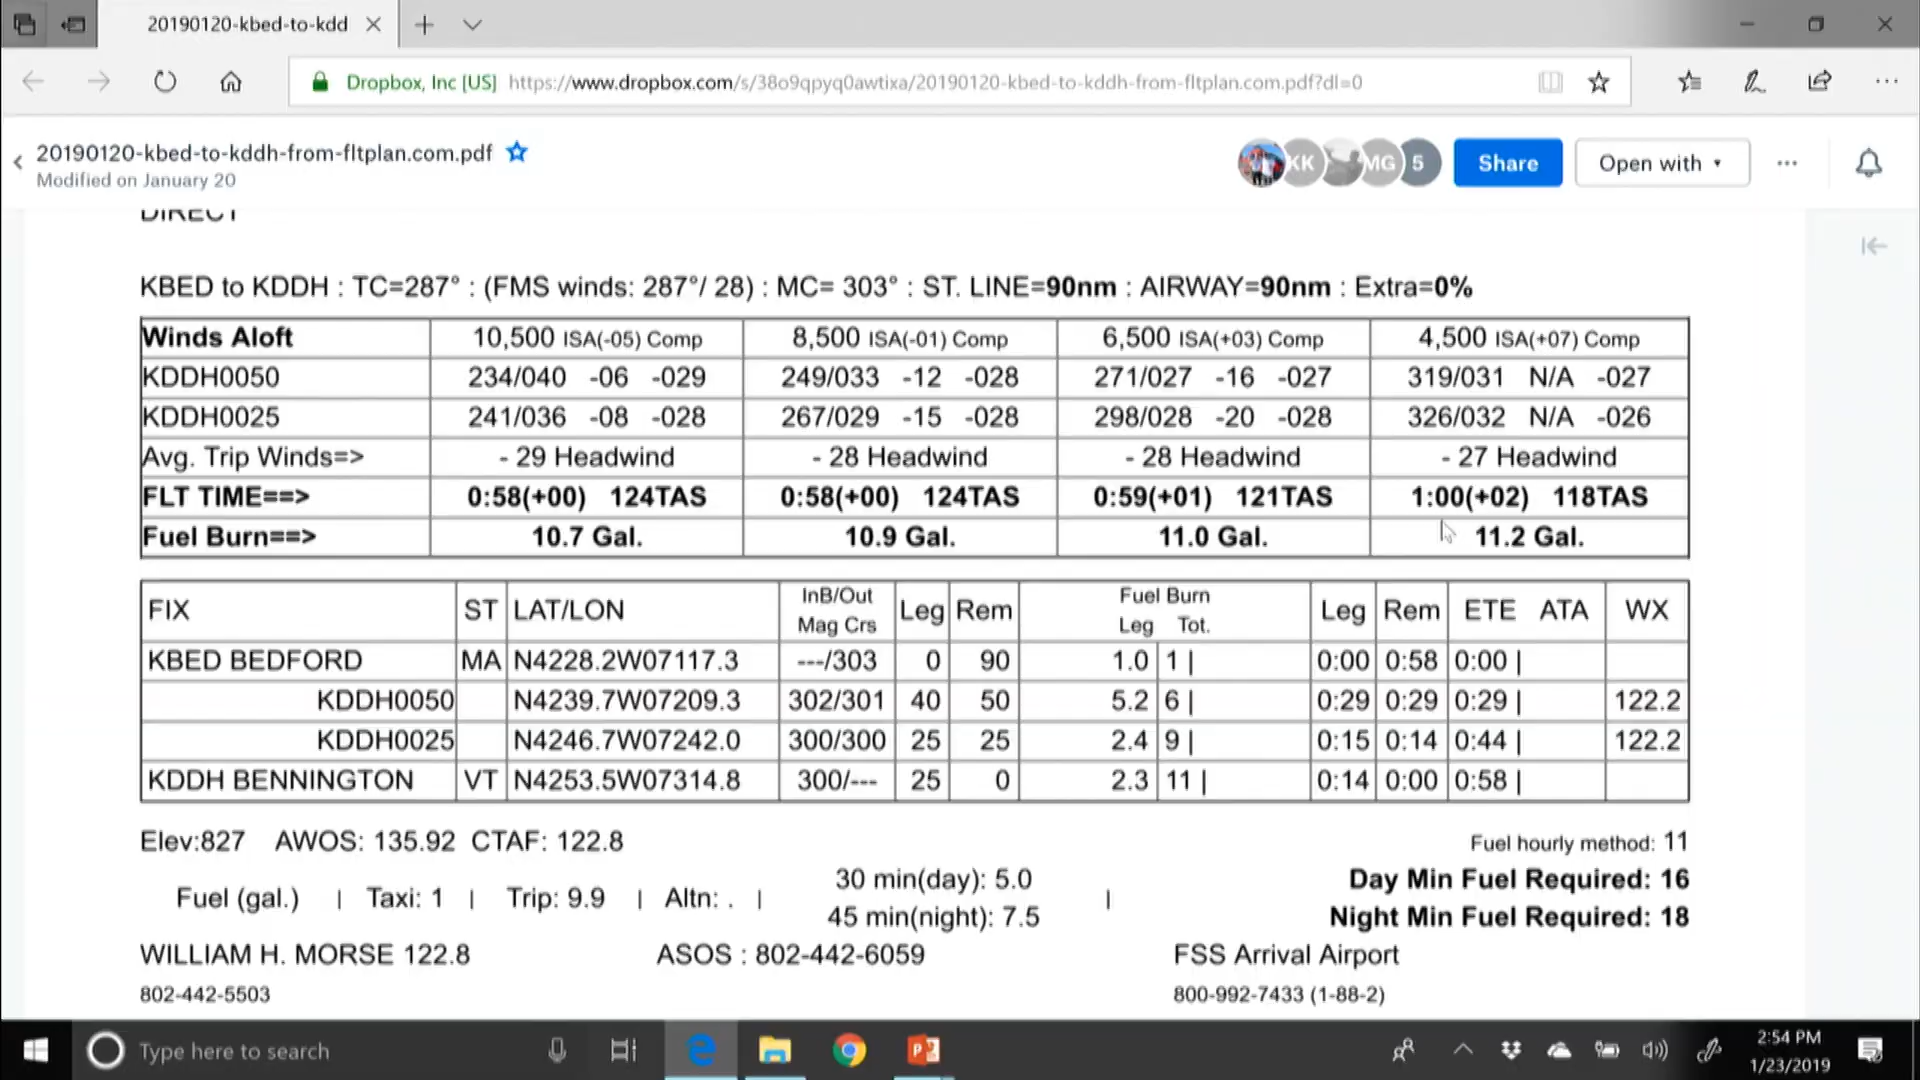 20190120-kbed-to-kdd
Dropbox, Inc [US] https://www.dropbox.com/s/38o9qpyq0awtixa/20190120-kbed-to-kddh-from-fltplan.com.pdf?dl=0
20190120-kbed-to-kddh-from-fltplan.com.pdf
Modified on January 20
KK MG 5 Share Open with
DIRECT
KBED to KDDH : TC=287° : (FMS winds: 287°/ 28) : MC= 303° : ST. LINE=90nm : AIRWAY=90nm : Extra=0%
Winds Aloft 10,500 ISA(-05) Comp 8,500 ISA(-01) Comp 6,500 ISA(+03) Comp 4,500 ISA(+07) Comp
KDDH0050 234/040 -06 -029 249/033 -12 -028 271/027 -16 -027 319/031 N/A -027
KDDH0025 241/036 -08 -028 267/029 -15 -028 298/028 -20 -028 326/032 N/A -026
Avg. Trip Winds=> - 29 Headwind - 28 Headwind - 28 Headwind - 27 Headwind
FLT TIME==> 0:58(+00) 124TAS 0:58(+00) 124TAS 0:59(+01) 121TAS 1:00(+02) 118TAS
Fuel Burn==> 10.7 Gal. 10.9 Gal. 11.0 Gal. 11.2 Gal.
FIX ST LAT/LON InB/Out Mag Crs Leg Rem Fuel Burn Leg Tot. Leg Rem ETE ATA WX
KBED BEDFORD MA N4228.2W07117.3 ---/303 0 90 1.0 1 | 0:00 0:58 0:00 |
KDDH0050 N4239.7W07209.3 302/301 40 50 5.2 6 | 0:29 0:29 0:29 | 122.2
KDDH0025 N4246.7W07242.0 300/300 25 25 2.4 9 | 0:15 0:14 0:44 | 122.2
KDDH BENNINGTON VT N4253.5W07314.8 300/--- 25 0 2.3 11 | 0:14 0:00 0:58 |
Elev:827 AWOS: 135.92 CTAF: 122.8 Fuel hourly method: 11
30 min(day): 5.0 Day Min Fuel Required: 16
Fuel (gal.) | Taxi: 1 | Trip: 9.9 | Altn: . | |
45 min(night): 7.5 Night Min Fuel Required: 18
WILLIAM H. MORSE 122.8 ASOS : 802-442-6059 FSS Arrival Airport
802-442-5503 800-992-7433 (1-88-2)
Type here to search
2:54 PM
1/23/2019